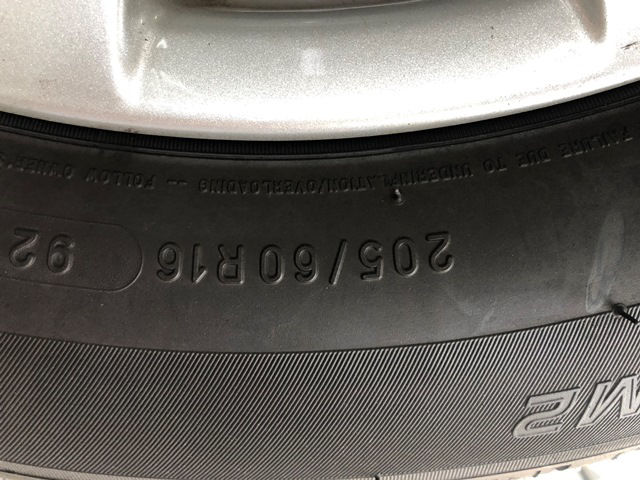 FAILURE DUE TO UNDERINFLATION/OVERLOADING -- FOLLOW OWNER'S
205/60R16 92
M2